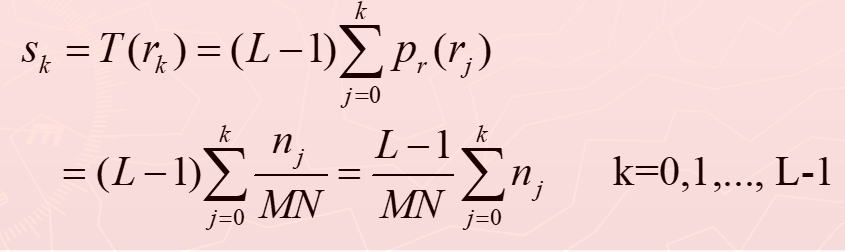 s_k = T(r_k) = (L − 1) ∑_{j=0}^{k} p_r(r_j)
= (L − 1) ∑_{j=0}^{k} n_j / MN = (L − 1) / MN ∑_{j=0}^{k} n_j k=0,1,..., L-1